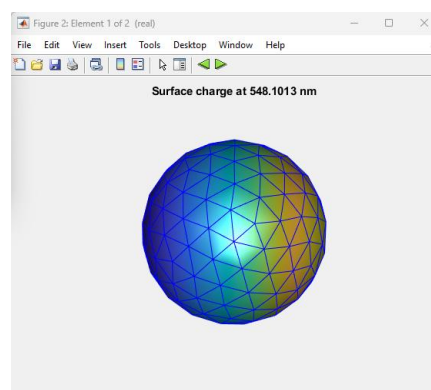 Figure 2: Element 1 of 2 (real)
File Edit View Insert Tools Desktop Window Help
Surface charge at 548.1013 nm